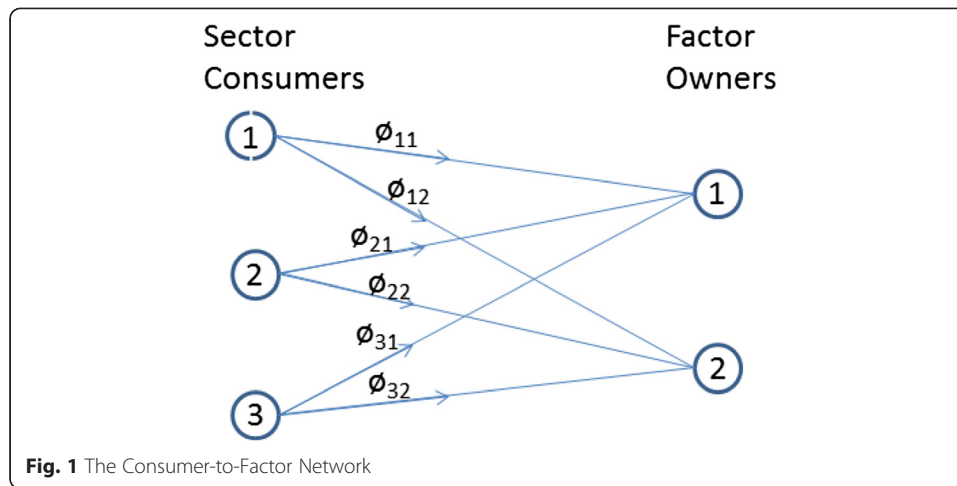 Sector
Consumers
Factor
Owners
1
ø11
ø12
1
ø21
2
ø22
ø31
2
ø32
3
Fig. 1 The Consumer-to-Factor Network